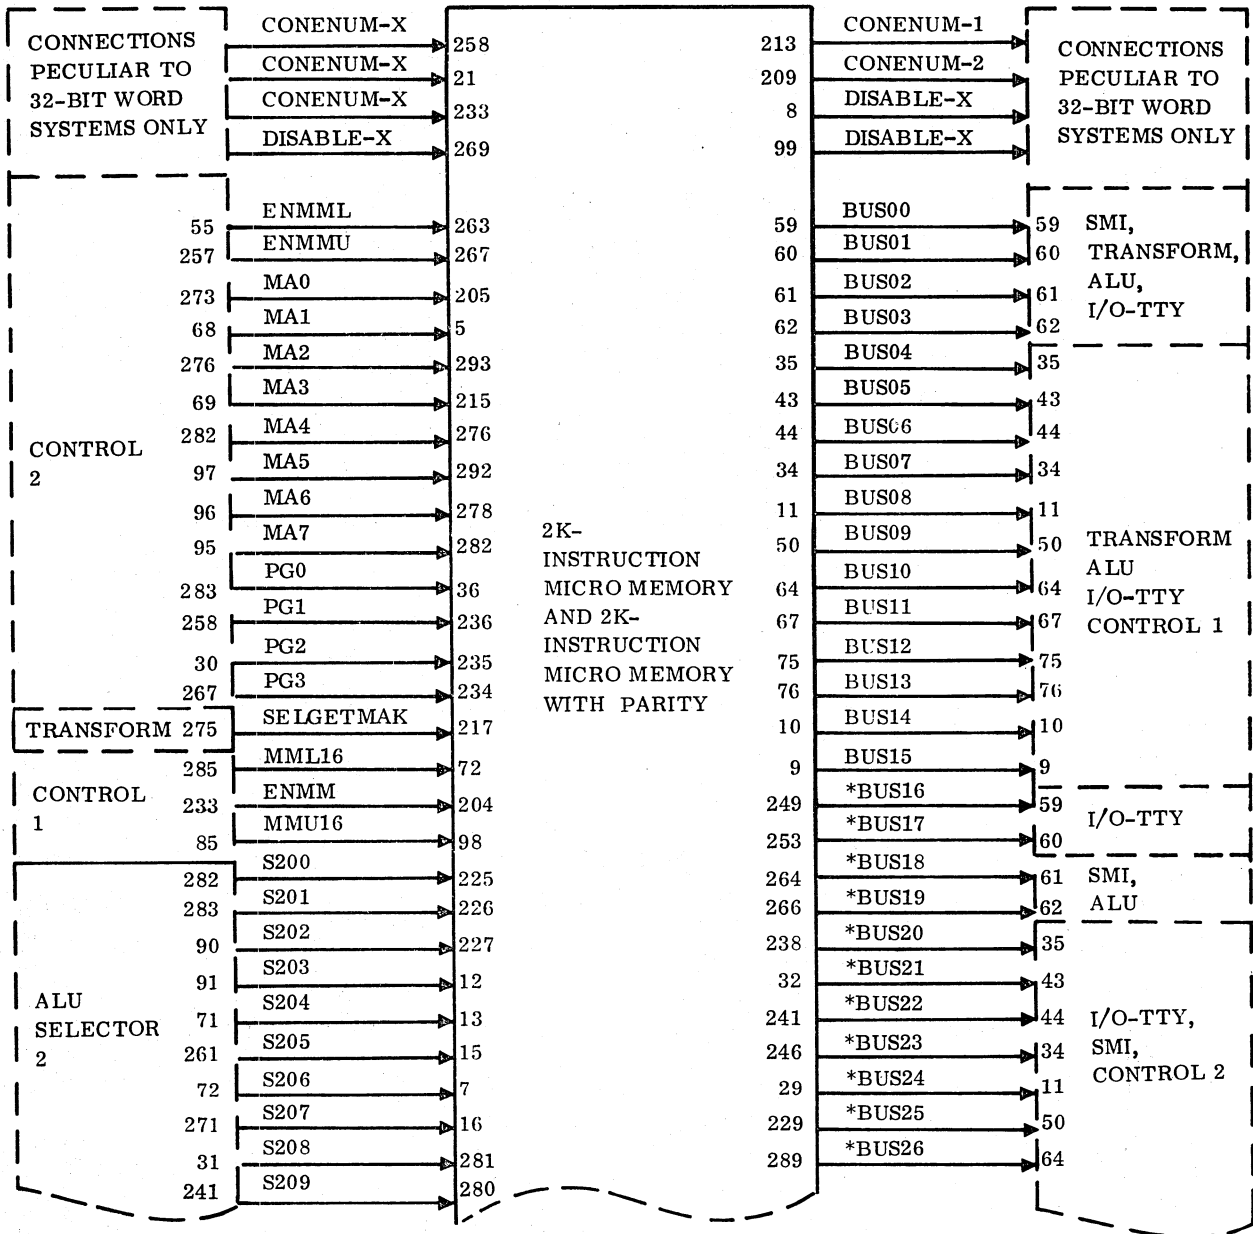 CONNECTIONS
PECULIAR TO
32-BIT WORD
SYSTEMS ONLY
CONENUM-X
258
CONENUM-X
21
CONENUM-X
233
DISABLE-X
269
CONTROL
2
55 ENMML 263
257 ENMMU 267
273 MA0 205
68 MA1 5
276 MA2 293
69 MA3 215
282 MA4 276
97 MA5 292
96 MA6 278
95 MA7 282
283 PG0 36
258 PG1 236
30 PG2 235
267 PG3 234
TRANSFORM 275 SELGETMAK 217
CONTROL
1
285 MML16 72
233 ENMM 204
85 MMU16 98
ALU
SELECTOR
2
282 S200 225
283 S201 226
90 S202 227
91 S203 12
71 S204 13
261 S205 15
72 S206 7
271 S207 16
31 S208 281
241 S209 280
2K-
INSTRUCTION
MICRO MEMORY
AND 2K-
INSTRUCTION
MICRO MEMORY
WITH PARITY
213 CONENUM-1
209 CONENUM-2
8 DISABLE-X
99 DISABLE-X
CONNECTIONS
PECULIAR TO
32-BIT WORD
SYSTEMS ONLY
59 BUS00 59
60 BUS01 60
61 BUS02 61
62 BUS03 62
SMI,
TRANSFORM,
ALU,
I/O-TTY
35 BUS04 35
43 BUS05 43
44 BUS06 44
34 BUS07 34
11 BUS08 11
50 BUS09 50
64 BUS10 64
67 BUS11 67
75 BUS12 75
76 BUS13 76
10 BUS14 10
9 BUS15 9
TRANSFORM
ALU
I/O-TTY
CONTROL 1
249 *BUS16 59
253 *BUS17 60
I/O-TTY
264 *BUS18 61
266 *BUS19 62
SMI,
ALU
238 *BUS20 35
32 *BUS21 43
241 *BUS22 44
246 *BUS23 34
29 *BUS24 11
229 *BUS25 50
289 *BUS26 64
I/O-TTY,
SMI,
CONTROL 2